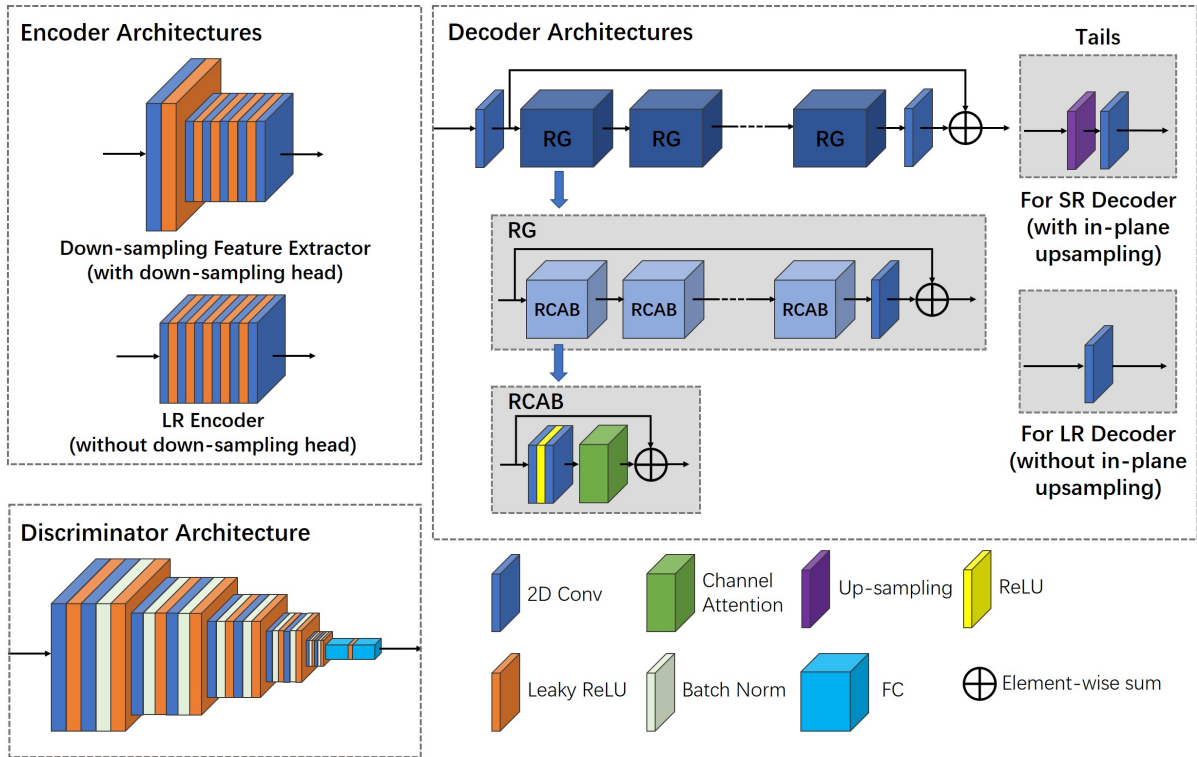 Encoder Architectures
Down-sampling Feature Extractor
(with down-sampling head)
LR Encoder
(without down-sampling head)
Decoder Architectures
Tails
RG
RG
RG
For SR Decoder
(with in-plane
upsampling)
RG
RCAB
RCAB
RCAB
RCAB
For LR Decoder
(without in-plane
upsampling)
Discriminator Architecture
2D Conv
Channel
Attention
Up-sampling
ReLU
Leaky ReLU
Batch Norm
FC
Element-wise sum